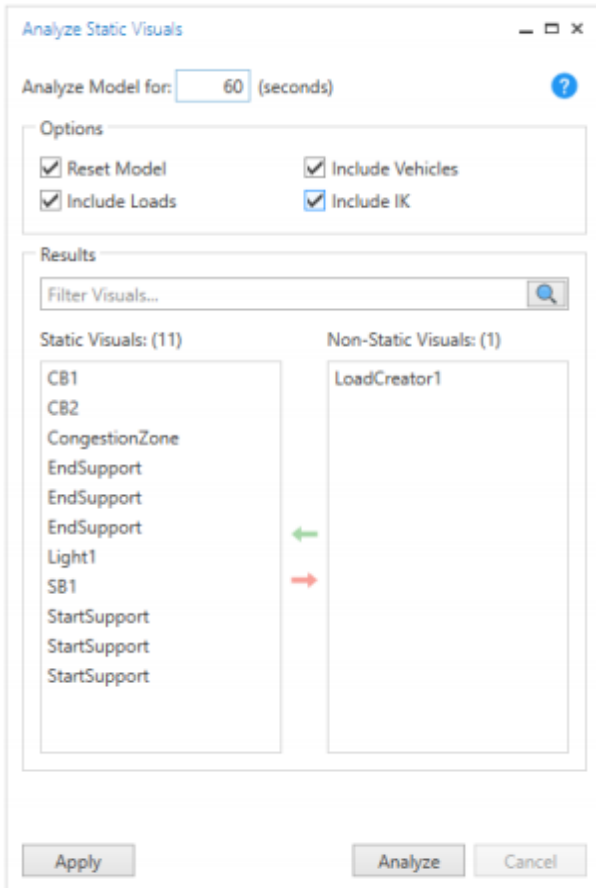 Analyze Static Visuals
Analyze Model for: 60 (seconds)
Options
Reset Model
Include Vehicles
Include Loads
Include IK
Results
Filter Visuals...
Static Visuals: (11)
CB1
CB2
CongestionZone
EndSupport
EndSupport
EndSupport
Light1
SB1
StartSupport
StartSupport
StartSupport
Non-Static Visuals: (1)
LoadCreator1
Apply
Analyze
Cancel